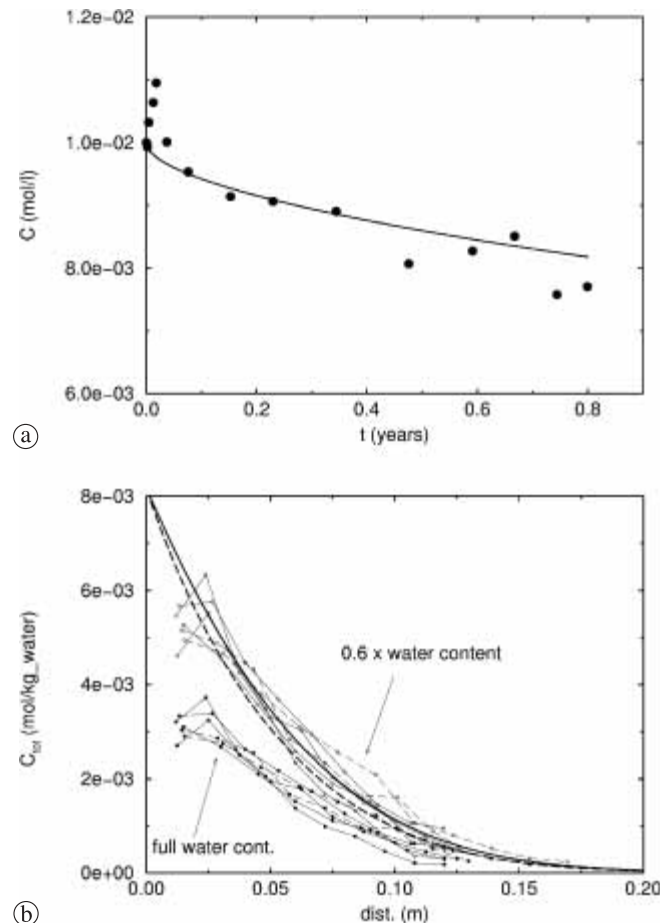 1.2e−02
1.0e−02
8.0e−03
6.0e−03
C (mol/l)
0.0 0.2 0.4 0.6 0.8
t (years)
a
8e−03
6e−03
4e−03
2e−03
0e+00
C_tot (mol/kg_water)
0.6 x water content
full water cont.
0.00 0.05 0.10 0.15 0.20
dist. (m)
b